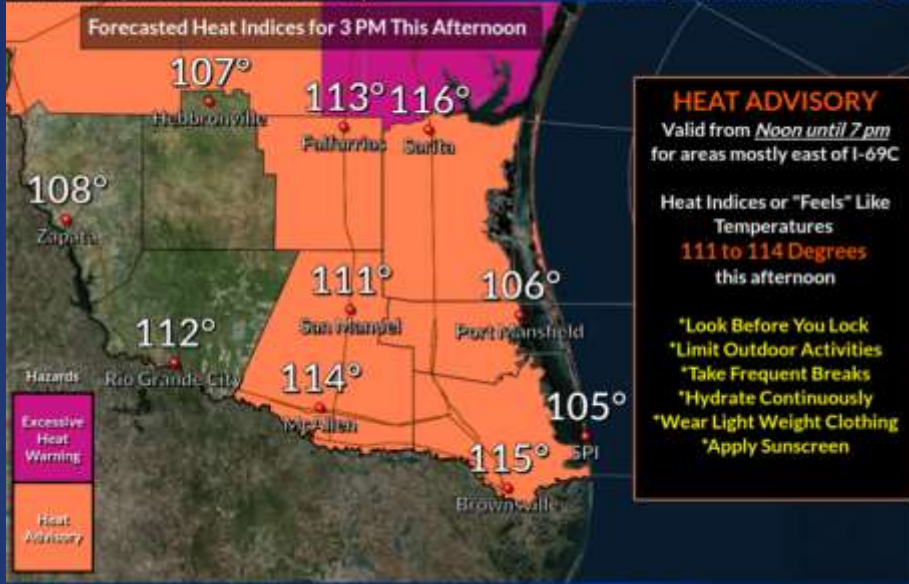 Forecasted Heat Indices for 3 PM This Afternoon
107°
Hebbronville
113°
Falfurrias
116°
Sarita
108°
Zapata
111°
San Manuel
106°
Port Mansfield
112°
Rio Grande City
114°
McAllen
105°
SPI
115°
Brownsville
Hazards
Excessive
Heat
Warning
Heat
Advisory
HEAT ADVISORY
Valid from Noon until 7 pm
for areas mostly east of I-69C
Heat Indices or "Feels" Like
Temperatures
111 to 114 Degrees
this afternoon
*Look Before You Lock
*Limit Outdoor Activities
*Take Frequent Breaks
*Hydrate Continuously
*Wear Light Weight Clothing
*Apply Sunscreen